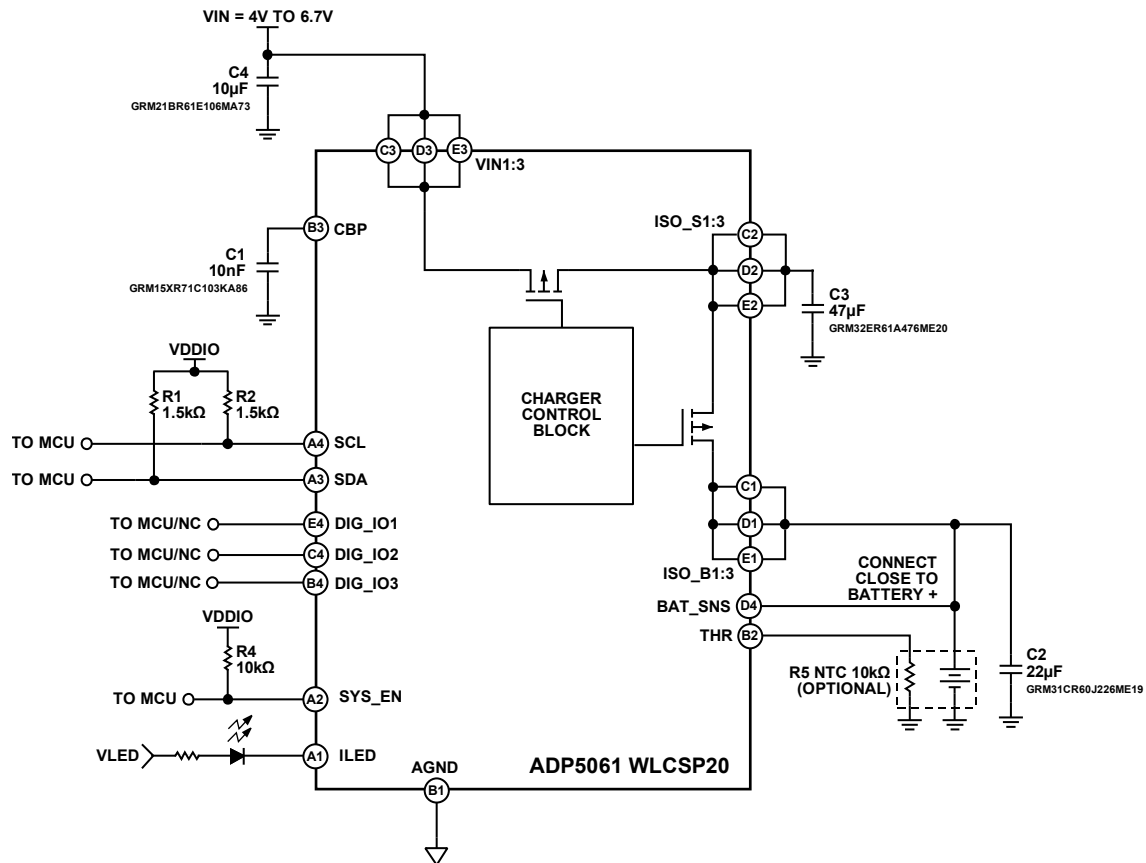 VIN = 4V TO 6.7V
C4
10µF
GRM21BR61E106MA73
C3
D3
E3
VIN1:3
B3
CBP
C1
10nF
GRM15XR71C103KA86
ISO_S1:3
C2
D2
E2
C3
47µF
GRM32ER61A476ME20
VDDIO
R1
1.5kΩ
R2
1.5kΩ
CHARGER
CONTROL
BLOCK
TO MCU
A4
SCL
TO MCU
A3
SDA
TO MCU/NC
E4
DIG_IO1
TO MCU/NC
C4
DIG_IO2
TO MCU/NC
B4
DIG_IO3
C1
D1
E1
ISO_B1:3
CONNECT
CLOSE TO
BATTERY +
BAT_SNS
D4
THR
B2
VDDIO
R4
10kΩ
R5 NTC 10kΩ
(OPTIONAL)
C2
22µF
GRM31CR60J226ME19
TO MCU
A2
SYS_EN
VLED
A1
ILED
AGND
B1
ADP5061 WLCSP20